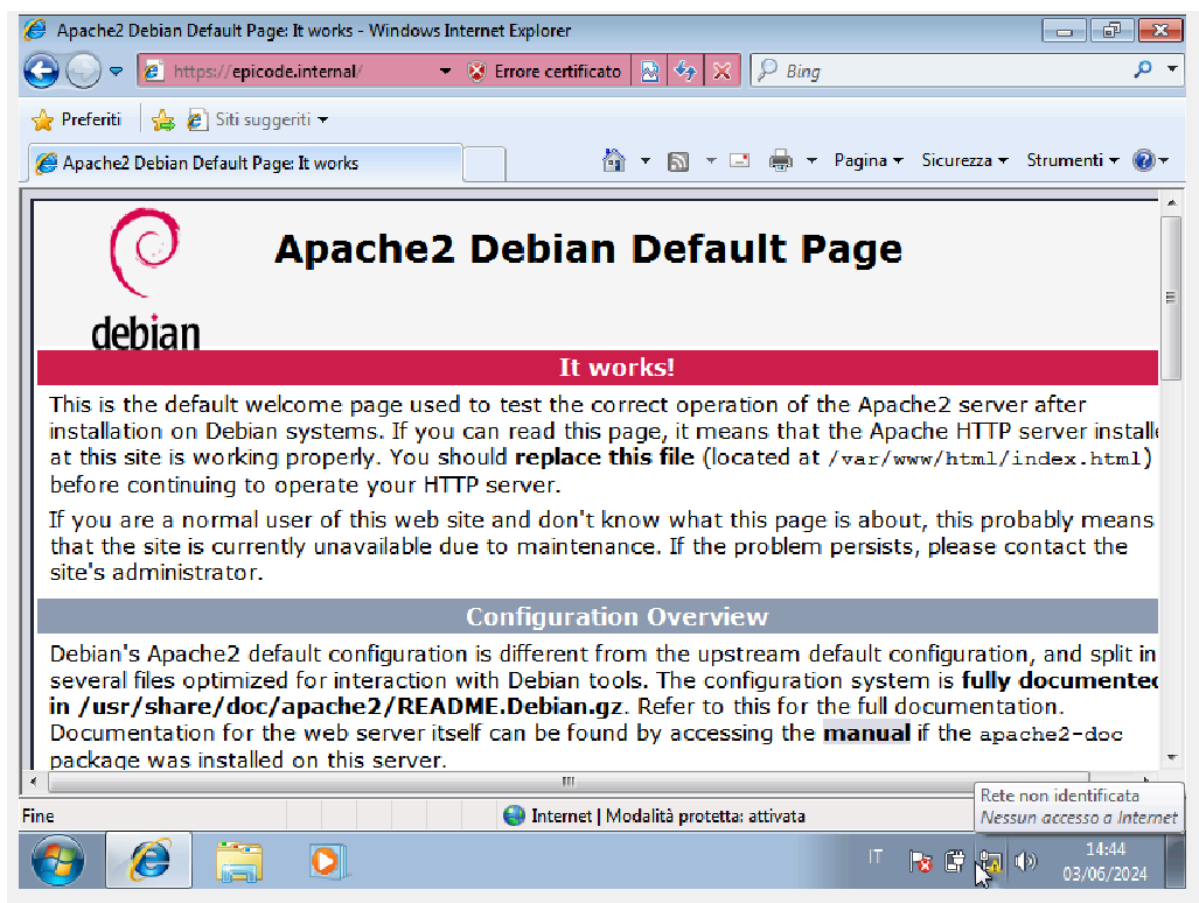 Apache2 Debian Default Page: It works - Windows Internet Explorer
https://epicode.internal/ Errore certificato Bing
Preferiti Siti suggeriti
Apache2 Debian Default Page: It works Pagina Sicurezza Strumenti
debian
Apache2 Debian Default Page
It works!
This is the default welcome page used to test the correct operation of the Apache2 server after
installation on Debian systems. If you can read this page, it means that the Apache HTTP server installe
at this site is working properly. You should replace this file (located at /var/www/html/index.html)
before continuing to operate your HTTP server.
If you are a normal user of this web site and don't know what this page is about, this probably means
that the site is currently unavailable due to maintenance. If the problem persists, please contact the
site's administrator.
Configuration Overview
Debian's Apache2 default configuration is different from the upstream default configuration, and split in
several files optimized for interaction with Debian tools. The configuration system is fully documented
in /usr/share/doc/apache2/README.Debian.gz. Refer to this for the full documentation.
Documentation for the web server itself can be found by accessing the manual if the apache2-doc
package was installed on this server.
Rete non identificata
Nessun accesso a Internet
Fine Internet | Modalità protetta: attivata
IT 14:44
03/06/2024